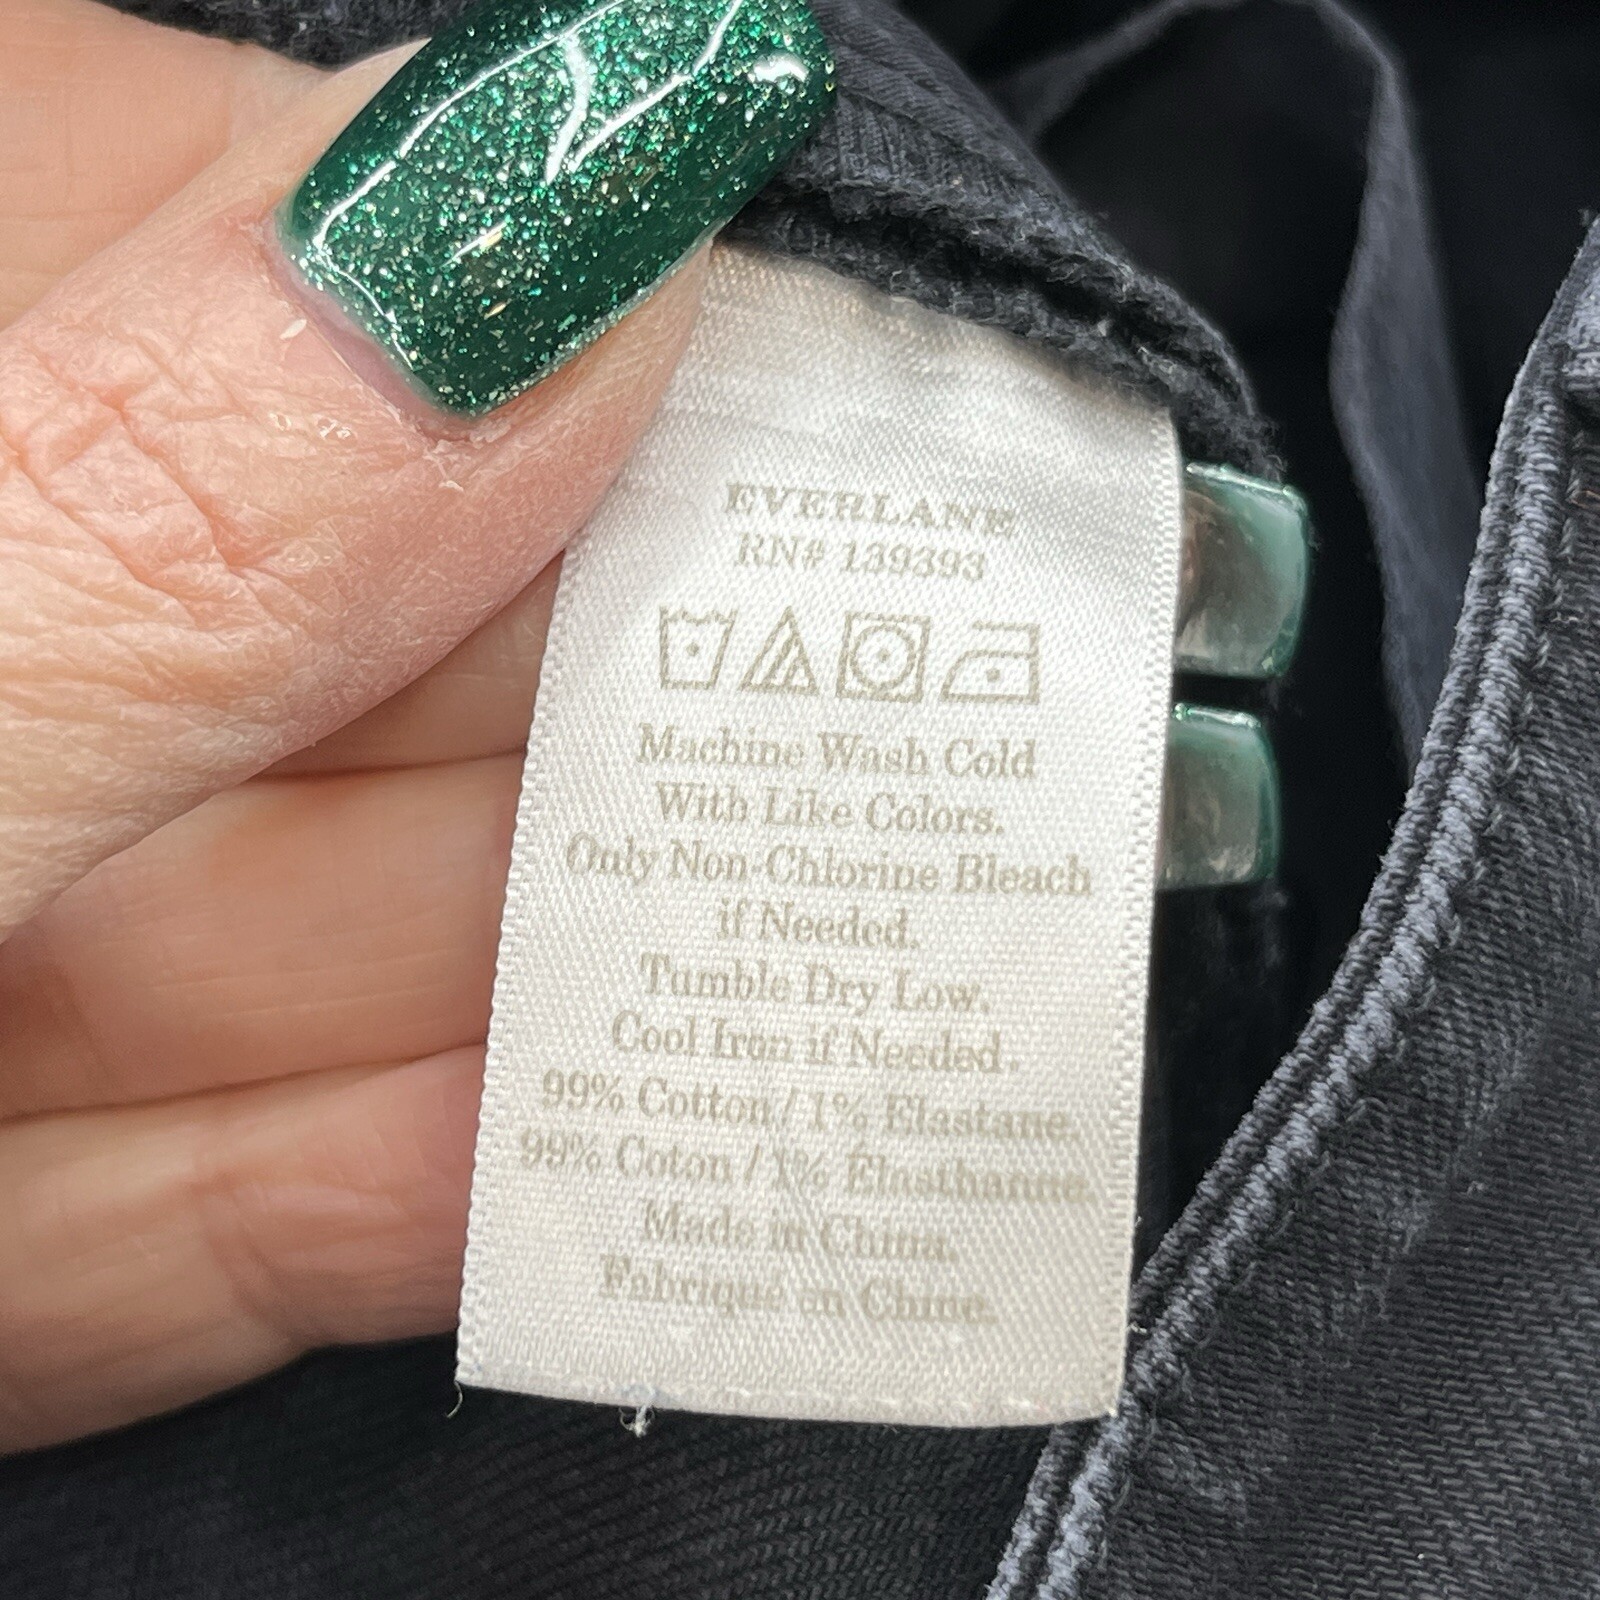 EVERLANE
RN# 139393
Machine Wash Cold
With Like Colors.
Only Non-Chlorine Bleach
if Needed.
Tumble Dry Low.
Cool Iron if Needed.
99% Cotton / 1% Elastane.
99% Coton / 1% Élasthanne.
Made in China.
Fabriqué en Chine.